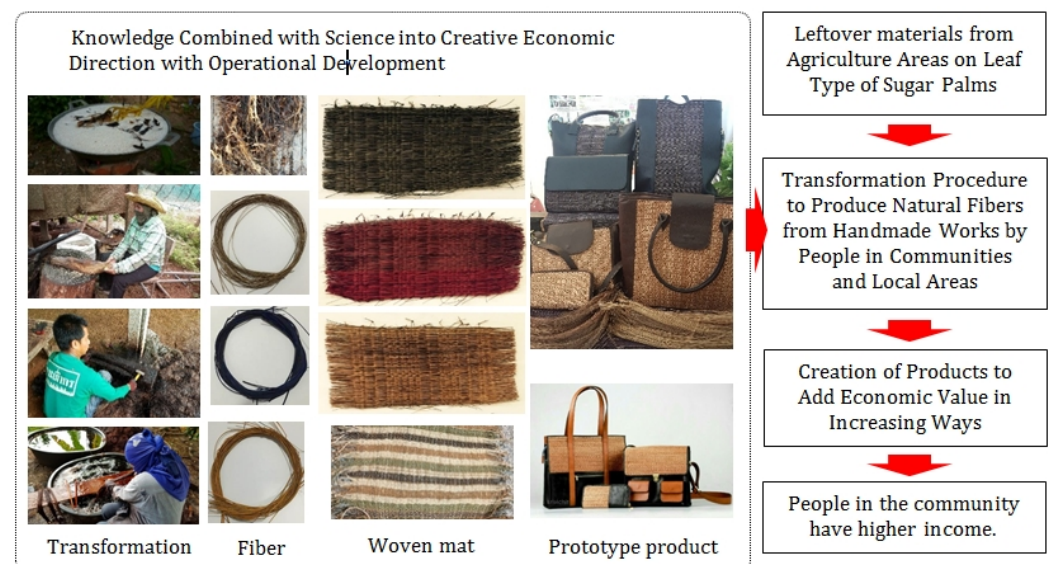 Knowledge Combined with Science into Creative Economic
Direction with Operational Development
Transformation
Fiber
Woven mat
Prototype product
Leftover materials from
Agriculture Areas on Leaf
Type of Sugar Palms
Transformation Procedure
to Produce Natural Fibers
from Handmade Works by
People in Communities
and Local Areas
Creation of Products to
Add Economic Value in
Increasing Ways
People in the community
have higher income.